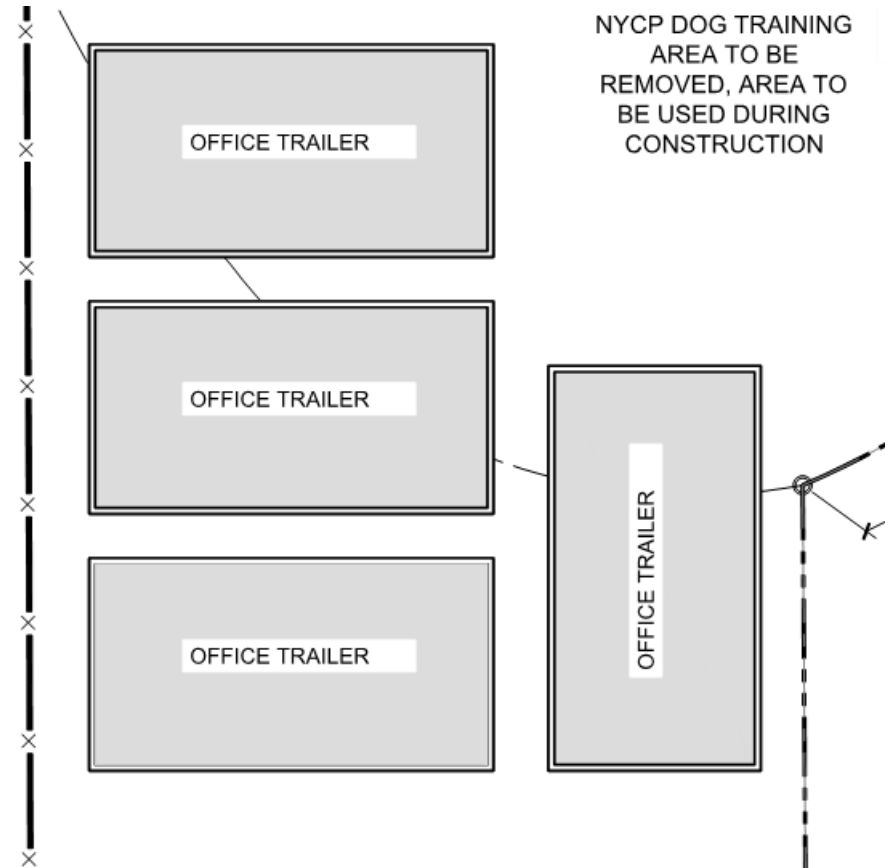 NYCP DOG TRAINING
AREA TO BE
REMOVED, AREA TO
BE USED DURING
CONSTRUCTION
OFFICE TRAILER
OFFICE TRAILER
OFFICE TRAILER
OFFICE TRAILER